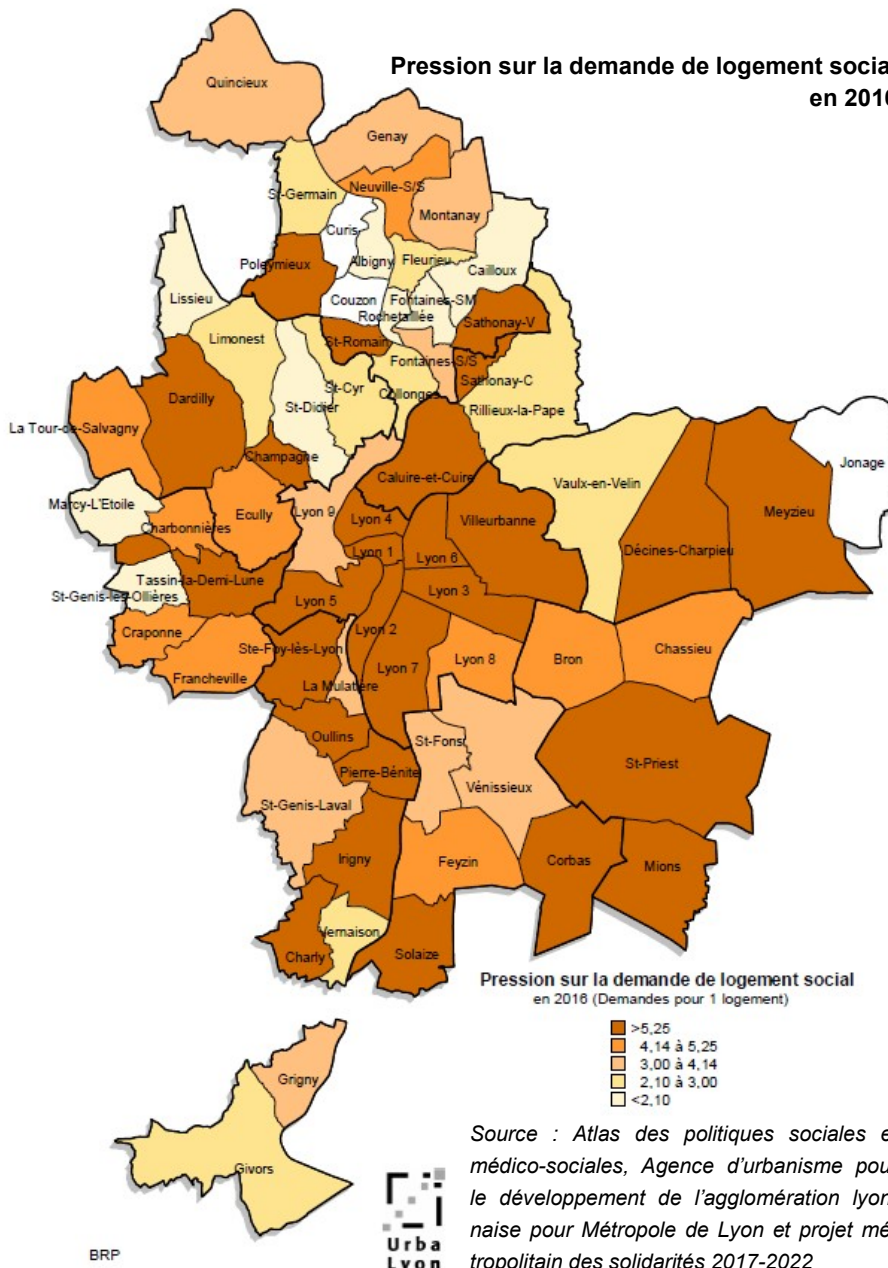 Pression sur la demande de logement social
en 2016
Quincieux
Genay
Neuville-S/S
St-Germain
Montanay
Curis
Albigny
Fleurieu
Cailloux
Poleymieux
Lissieu
Couzon
Fontaines-SM
Rochetaillée
Sathonay-V
Limonest
St-Romain
Fontaines-S/S
Sathonay-C
St-Cyr
Collonges
Dardilly
St-Didier
Rillieux-la-Pape
La Tour-de-Salvagny
Champagne
Caluire-et-Cuire
Jonage
Vaulx-en-Velin
Marcy-L'Etoile
Meyzieu
Charbonnières
Ecully
Lyon 9
Lyon 4
Villeurbanne
Décines-Charpieu
Lyon 1
Lyon 6
Tassin-la-Demi-Lune
St-Genis-les-Ollières
Lyon 5
Lyon 3
Craponne
Lyon 2
Ste-Foy-lès-Lyon
Francheville
Lyon 7
Lyon 8
Bron
Chassieu
La Mulatière
Oullins
St-Fons
St-Priest
Pierre-Bénite
Vénissieux
St-Genis-Laval
Irigny
Feyzin
Corbas
Mions
Vernaison
Charly
Solaize
Pression sur la demande de logement social
en 2016 (Demandes pour 1 logement)
>5,25
4,14 à 5,25
3,00 à 4,14
2,10 à 3,00
<2,10
Grigny
Givors
Source : Atlas des politiques sociales e
médico-sociales, Agence d'urbanisme pou
le développement de l'agglomération lyon
naise pour Métropole de Lyon et projet mé
tropolitain des solidarités 2017-2022
Urba
Lyon
BRP